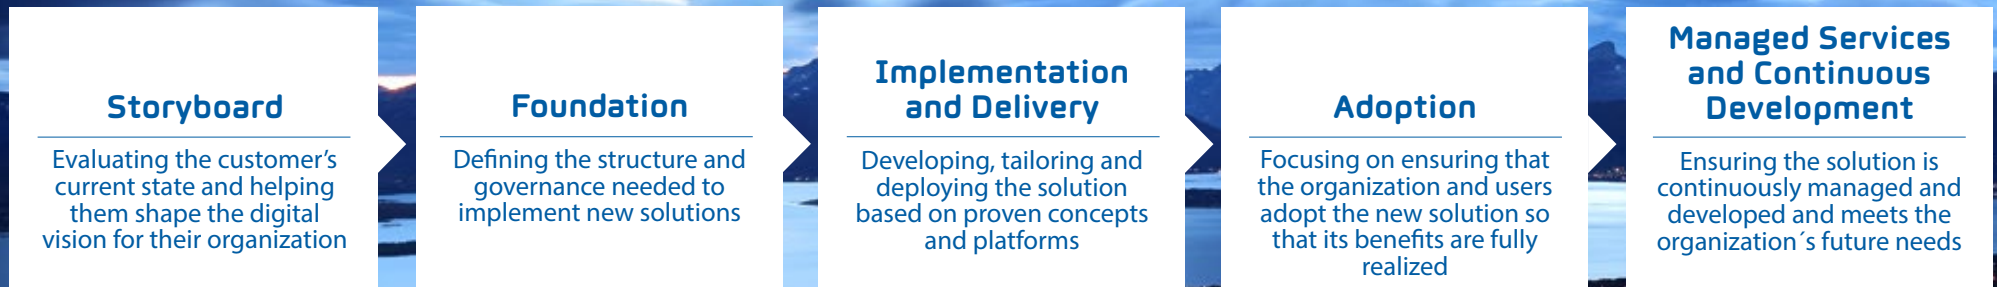 Storyboard
Evaluating the customer’s
current state and helping
them shape the digital
vision for their organization
Foundation
Defining the structure and
governance needed to
implement new solutions
Implementation
and Delivery
Developing, tailoring and
deploying the solution
based on proven concepts
and platforms
Adoption
Focusing on ensuring that
the organization and users
adopt the new solution so
that its benefits are fully
realized
Managed Services
and Continuous
Development
Ensuring the solution is
continuously managed and
developed and meets the
organization´s future needs